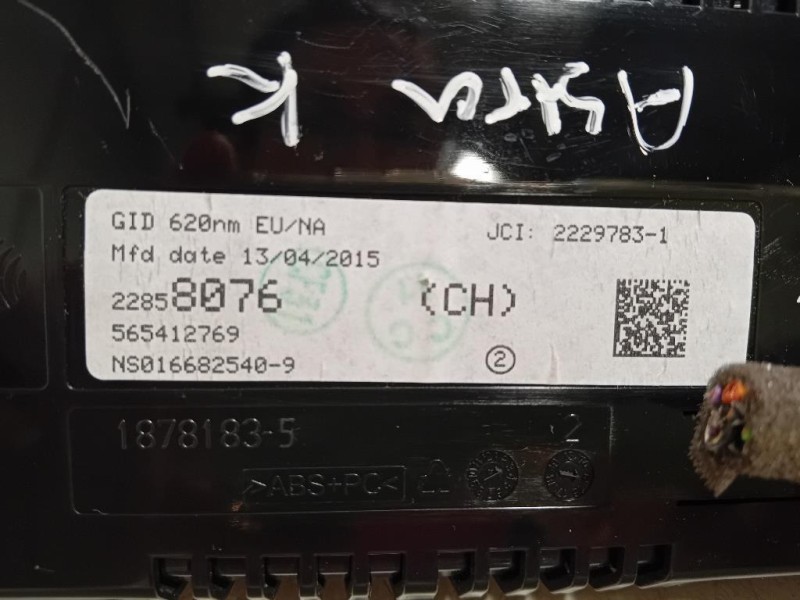 Astra K
GID 620nm EU/NA
JCI: 2229783-1
Mfd date 13/04/2015
22858076 (CH)
565412769
NS016682540-9
2
1878183-5
2
>ABS+PC<